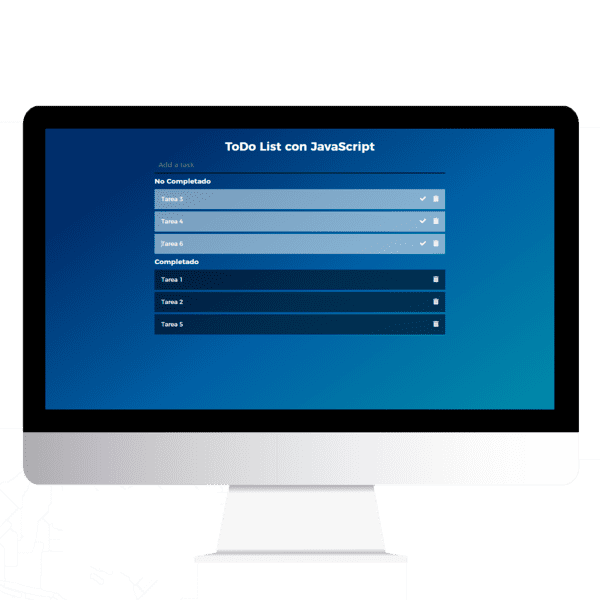 ToDo List con JavaScript
Add a task
No Completado
Tarea 3
Tarea 4
Tarea 6
Completado
Tarea 1
Tarea 2
Tarea 5